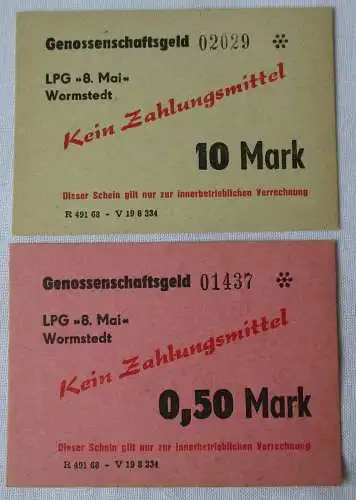 Genossenschaftsgeld 02029
LPG »8. Mai«
Wormstedt
Kein Zahlungsmittel
10 Mark
Dieser Schein gilt nur zur innerbetrieblichen Verrechnung
R 491 68 - V 19 8 334
Genossenschaftsgeld 01437
LPG »8. Mai«
Wormstedt
Kein Zahlungsmittel
0,50 Mark
Dieser Schein gilt nur zur innerbetrieblichen Verrechnung
R 491 68 - V 19 8 334